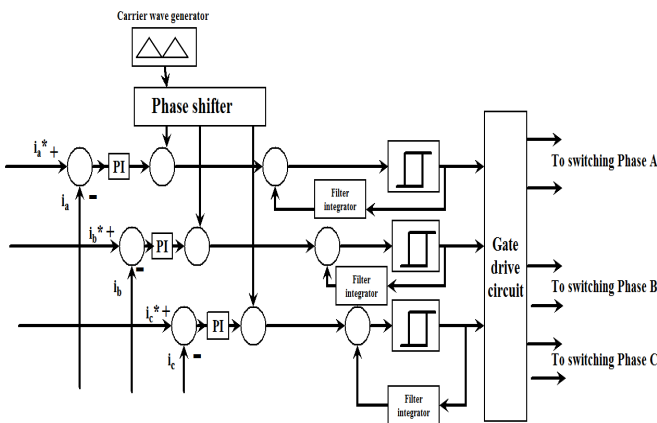 Carrier wave generator
Phase shifter
ia* +
PI
ia
-
Filter
integrator
To switching Phase A
ib* +
PI
ib
-
Filter
integrator
Gate
drive
circuit
To switching Phase B
ic* +
PI
ic
-
Filter
integrator
To switching Phase C